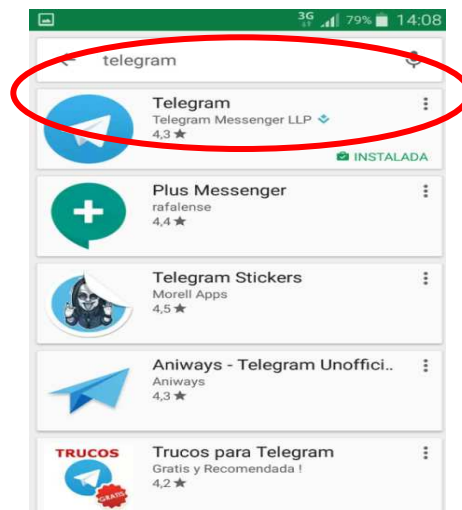 3G 79% 14:08
telegram
Telegram
Telegram Messenger LLP
4,3 ★
INSTALADA
Plus Messenger
rafalense
4,4 ★
Telegram Stickers
Morell Apps
4,5 ★
Aniways - Telegram Unoffici..
Aniways
4,3 ★
TRUCOS
GRATIS
Trucos para Telegram
Gratis y Recomendada !
4,2 ★